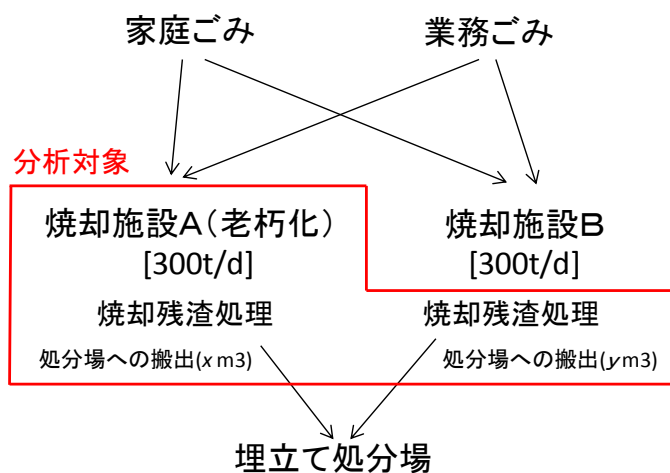 家庭ごみ 業務ごみ
分析対象
焼却施設A(老朽化) 焼却施設B
[300t/d] [300t/d]
焼却残渣処理 焼却残渣処理
処分場への搬出(x m3) 処分場への搬出(y m3)
埋立て処分場